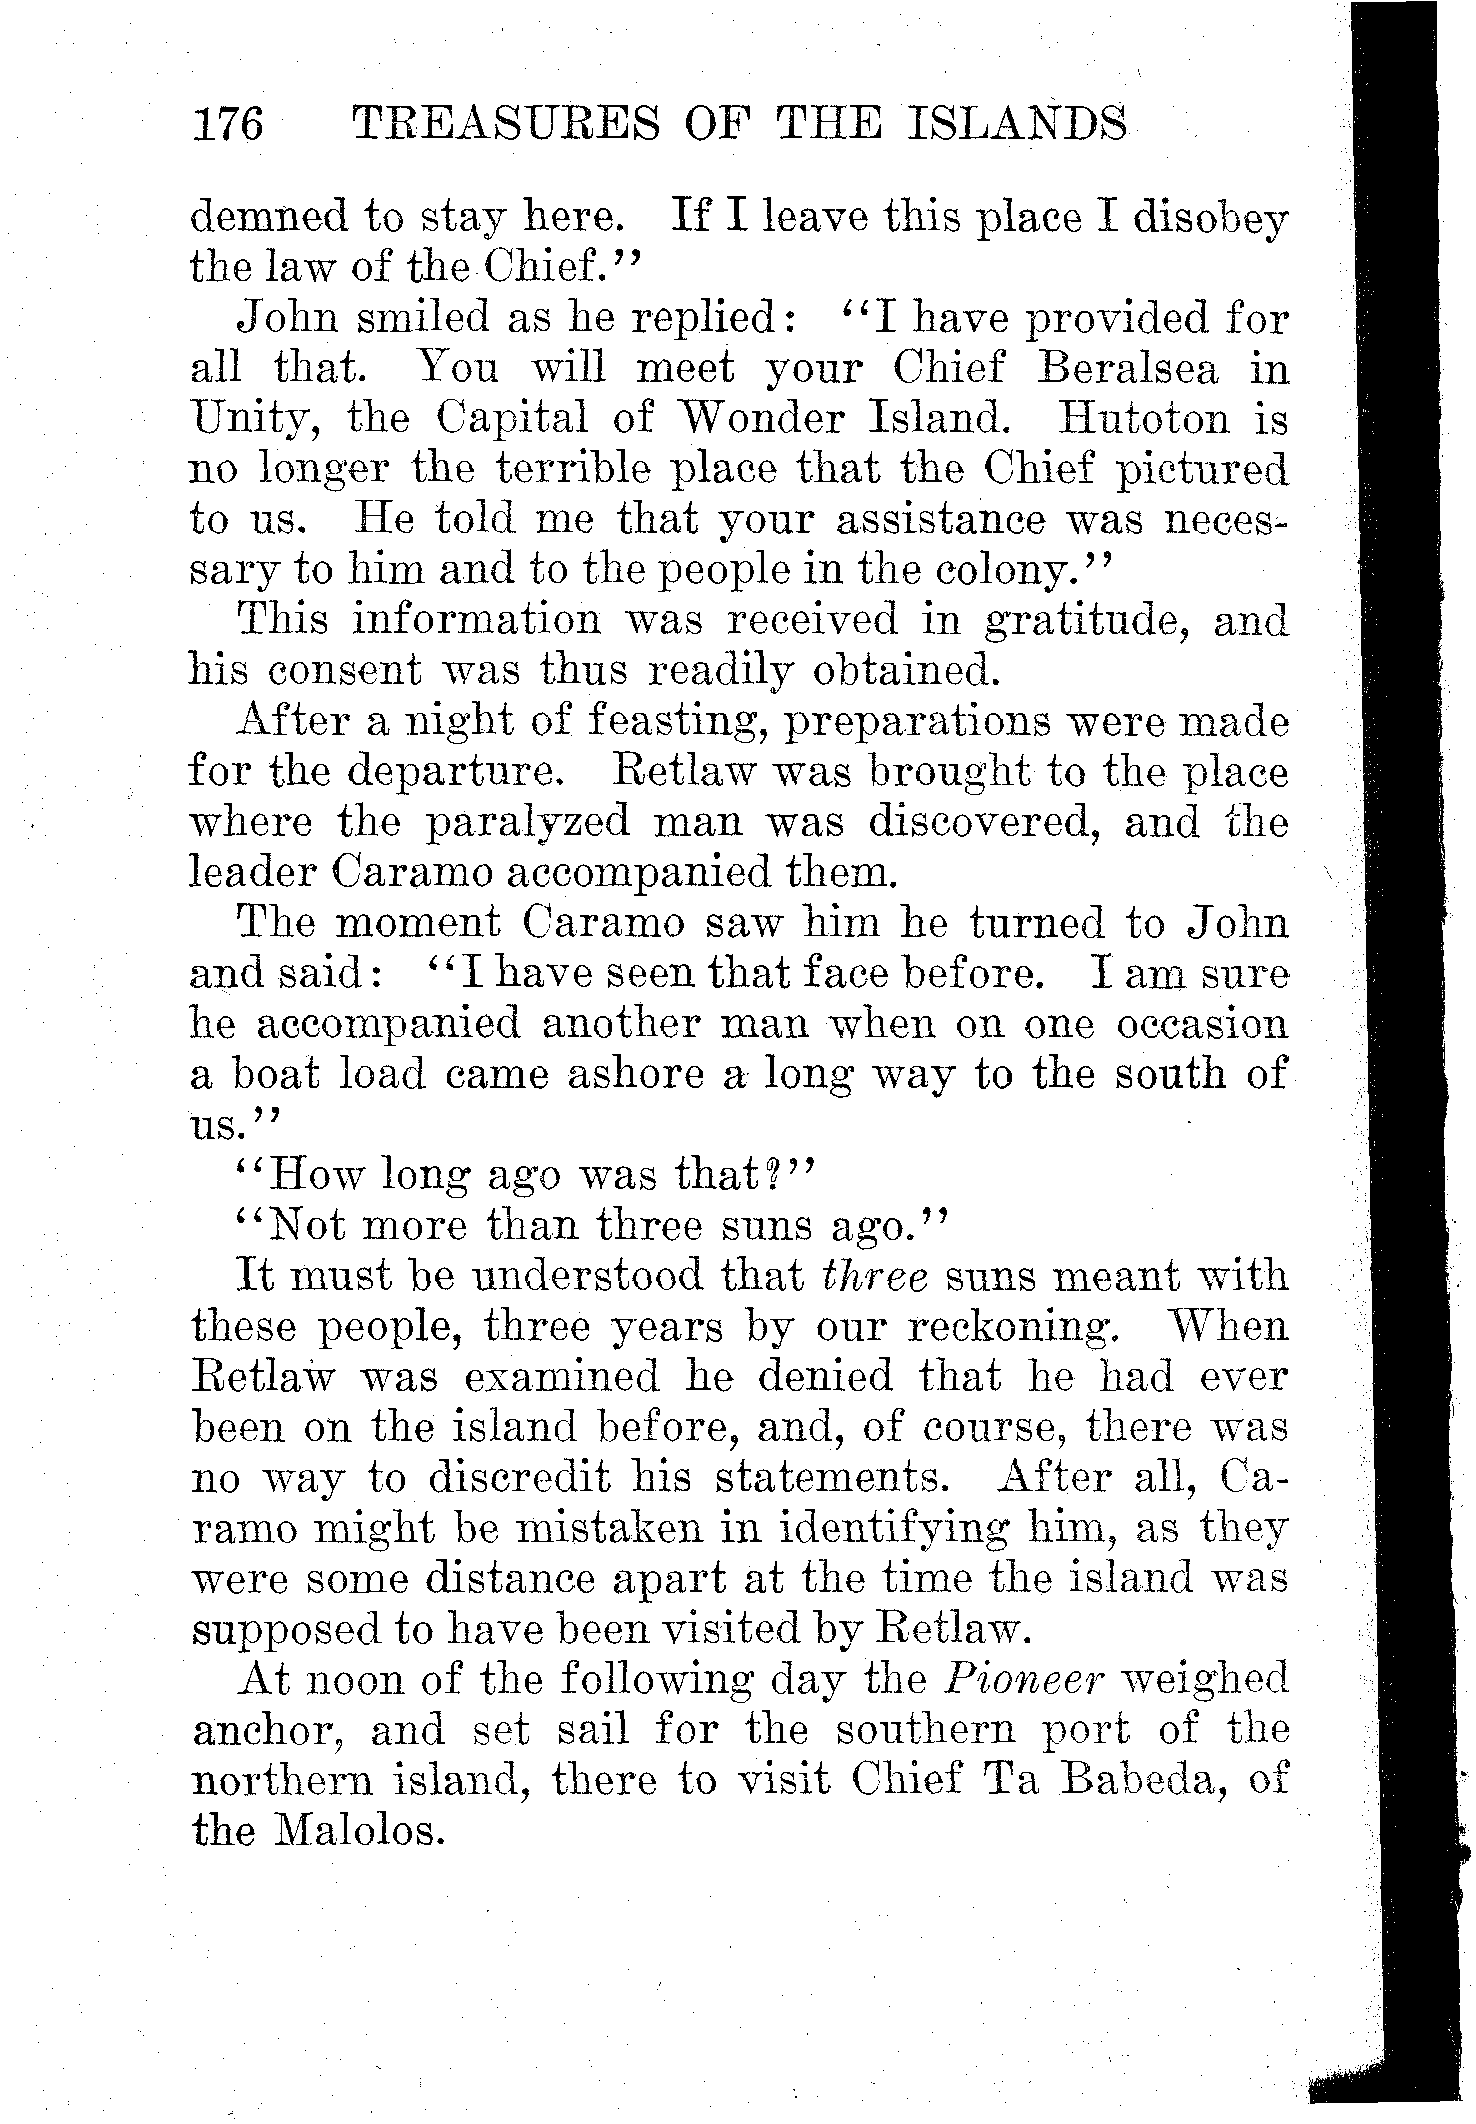 176 TREASURES OF THE ISLANDS
demned to stay here. If I leave this place I disobey
the law of the Chief."
John smiled as he replied: "I have provided for
all that. You will meet your Chief Beralsea in
Unity, the Capital of Wonder Island. Hutoton is
no longer the terrible place that the Chief pictured
to us. He told me that your assistance was neces-
sary to him and to the people in the colony."
This information was received in gratitude, and
his consent was thus readily obtained.
After a night of feasting, preparations were made
for the departure. Retlaw was brought to the place
where the paralyzed man was discovered, and the
leader Caramo accompanied them.
The moment Caramo saw him he turned to John
and said: "I have seen that face before. I am sure
he accompanied another man when on one occasion
a boat load came ashore a long way to the south of
us."
"How long ago was that?"
"Not more than three suns ago."
It must be understood that three suns meant with
these people, three years by our reckoning. When
Retlaw was examined he denied that he had ever
been on the island before, and, of course, there was
no way to discredit his statements. After all, Ca-
ramo might be mistaken in identifying him, as they
were some distance apart at the time the island was
supposed to have been visited by Retlaw.
At noon of the following day the Pioneer weighed
anchor, and set sail for the southern port of the
northern island, there to visit Chief Ta Babeda, of
the Malolos.